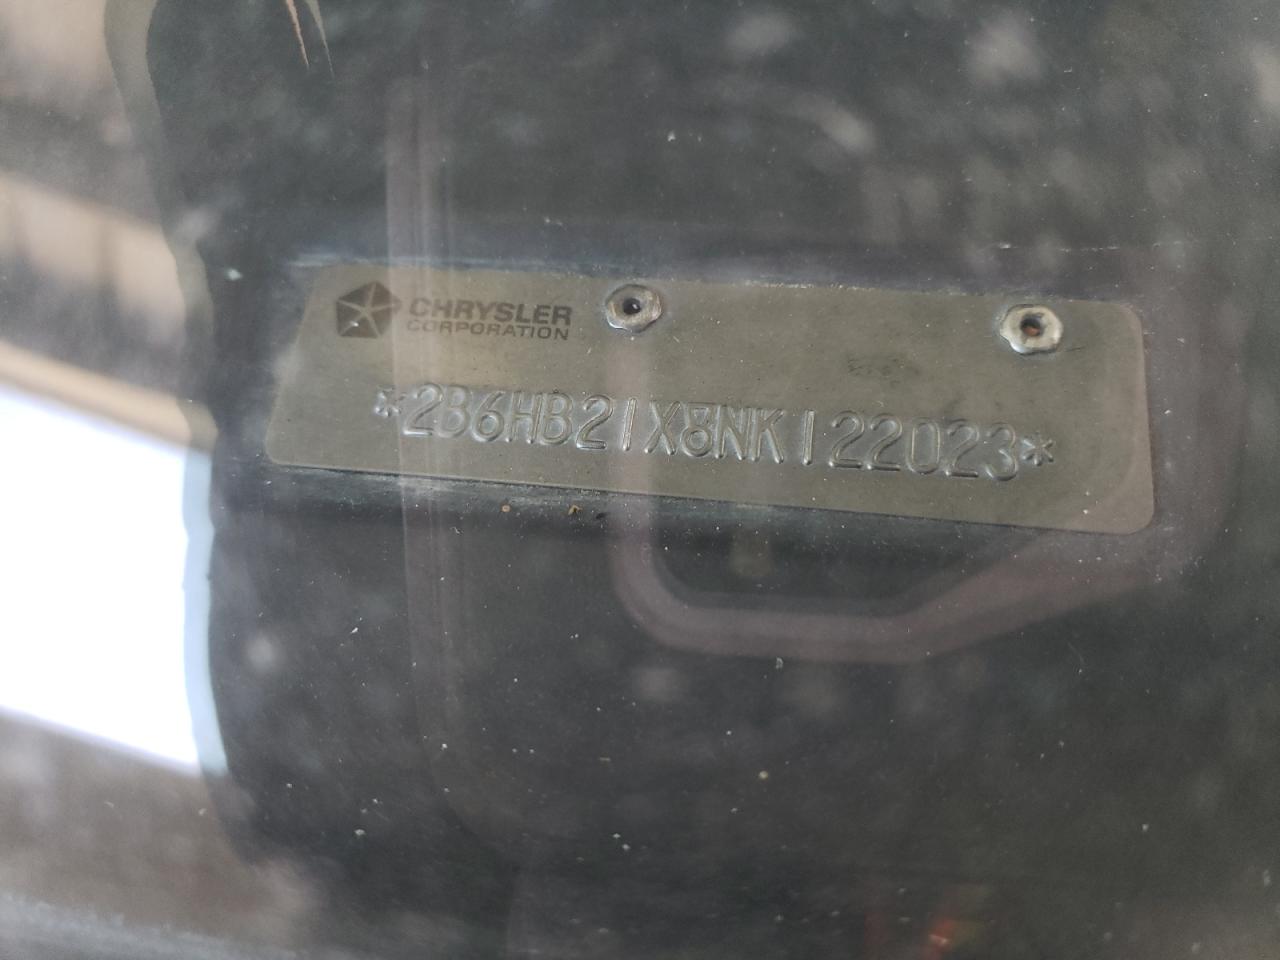 CHRYSLER
CORPORATION
*2B6HB21X8NK122023*